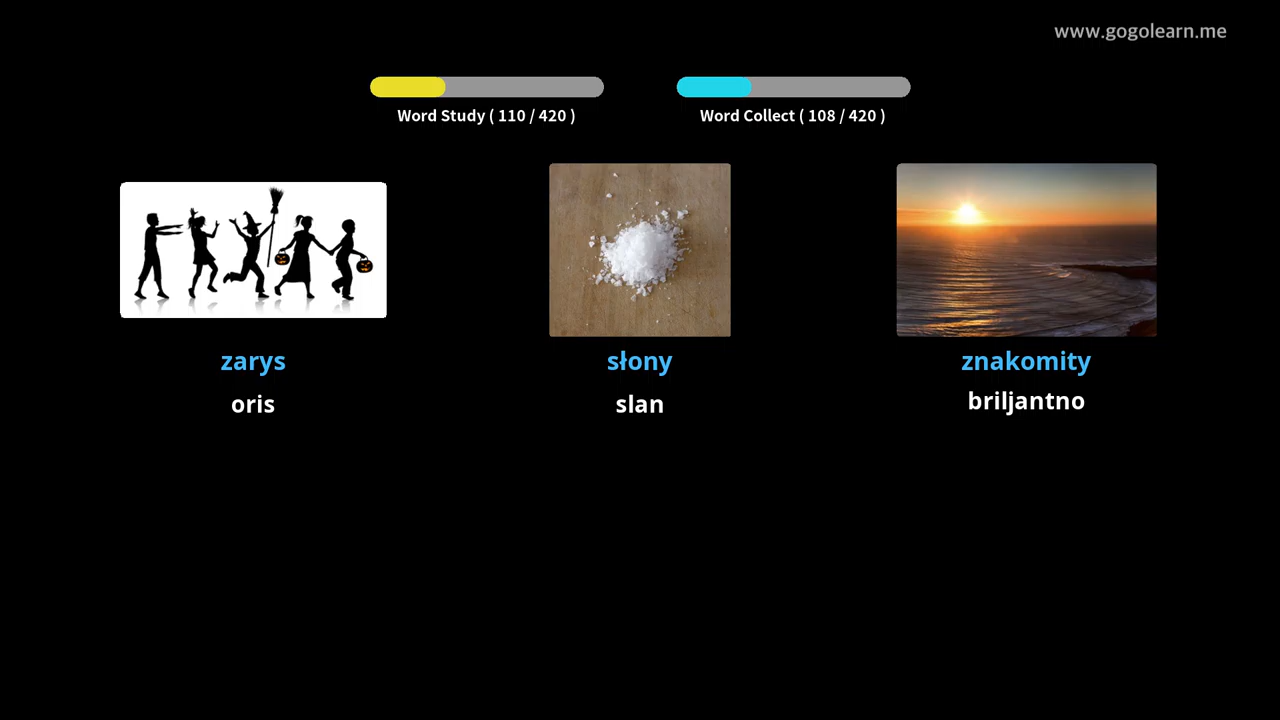 www.gogolearn.me
Word Study ( 110 / 420 )
Word Collect ( 108 / 420 )
zarys
słony
znakomity
oris
slan
briljantno